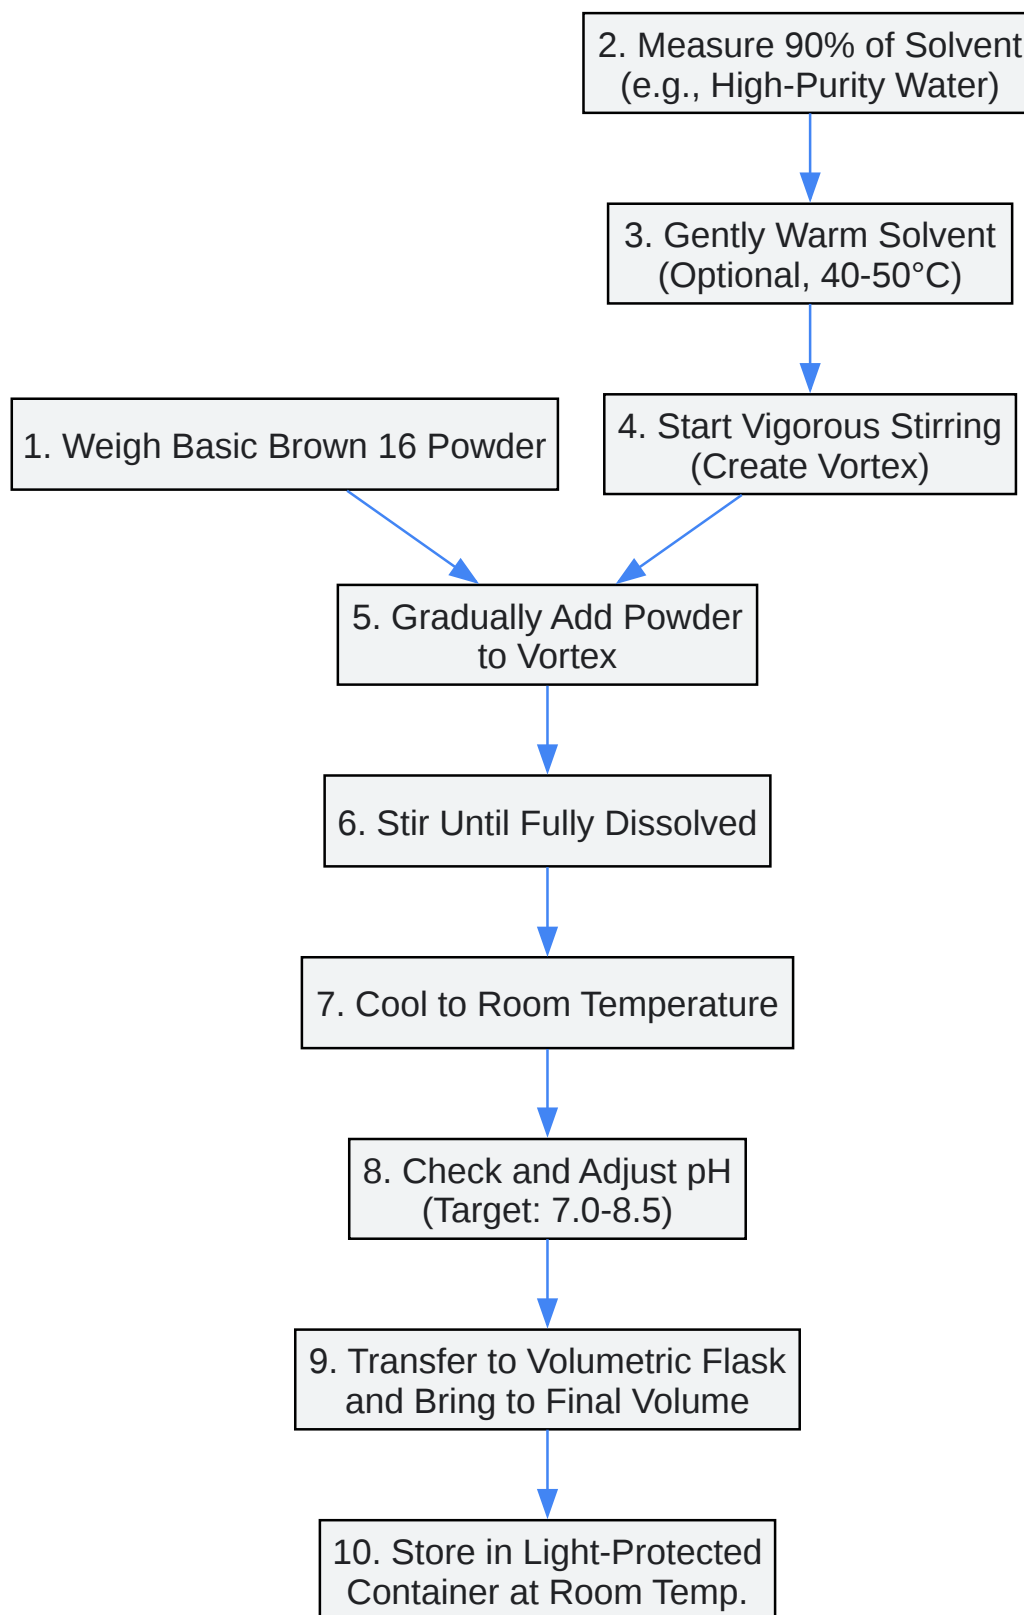 2. Measure 90% of Solvent
(e.g., High-Purity Water)
3. Gently Warm Solvent
(Optional, 40-50°C)
1. Weigh Basic Brown 16 Powder
4. Start Vigorous Stirring
(Create Vortex)
5. Gradually Add Powder
to Vortex
6. Stir Until Fully Dissolved
7. Cool to Room Temperature
8. Check and Adjust pH
(Target: 7.0-8.5)
9. Transfer to Volumetric Flask
and Bring to Final Volume
10. Store in Light-Protected
Container at Room Temp.